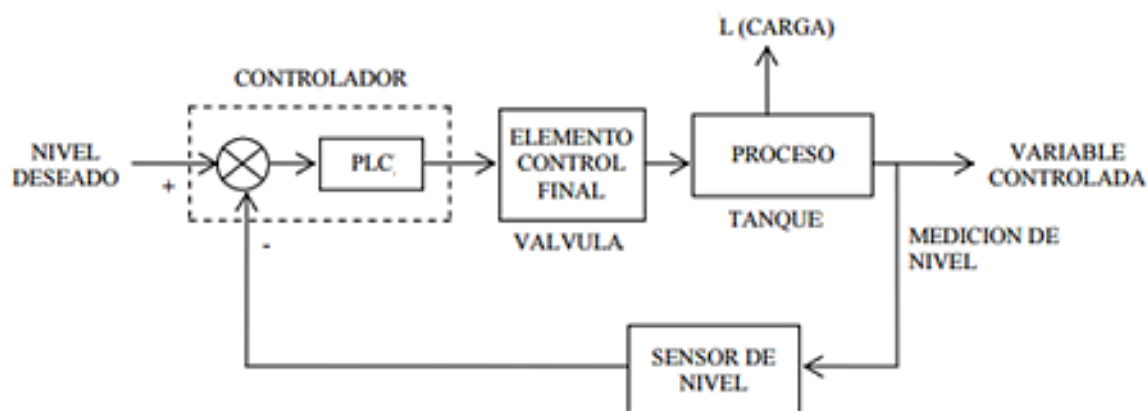 L (CARGA)
CONTROLADOR
NIVEL
DESEADO
+
-
PLC
ELEMENTO
CONTROL
FINAL
VALVULA
PROCESO
TANQUE
VARIABLE
CONTROLADA
MEDICION DE
NIVEL
SENSOR DE
NIVEL